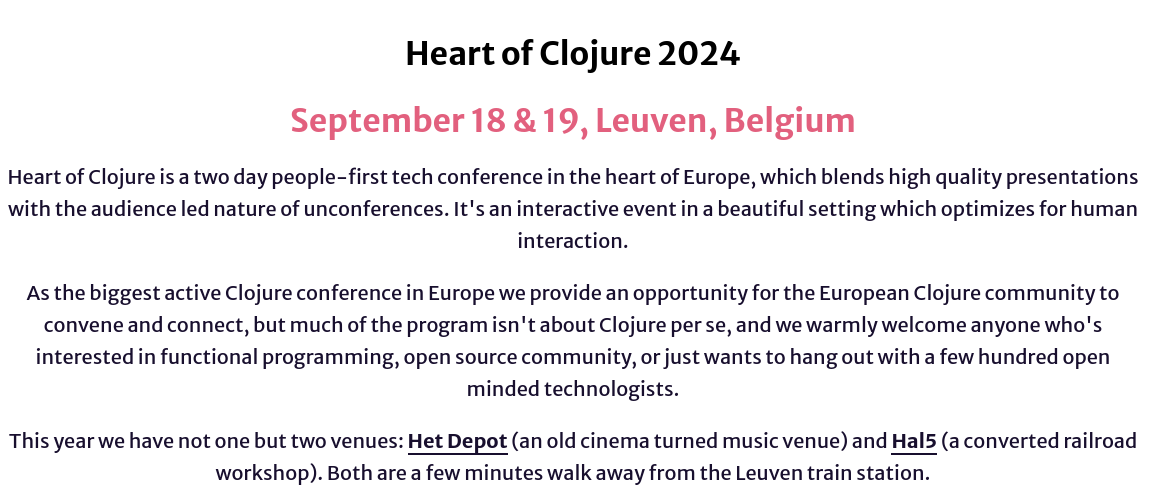 Heart of Clojure 2024
September 18 & 19, Leuven, Belgium
Heart of Clojure is a two day people-first tech conference in the heart of Europe, which blends high quality presentations
with the audience led nature of unconferences. It's an interactive event in a beautiful setting which optimizes for human
interaction.
As the biggest active Clojure conference in Europe we provide an opportunity for the European Clojure community to
convene and connect, but much of the program isn't about Clojure per se, and we warmly welcome anyone who's
interested in functional programming, open source community, or just wants to hang out with a few hundred open
minded technologists.
This year we have not one but two venues: Het Depot (an old cinema turned music venue) and Hal5 (a converted railroad
workshop). Both are a few minutes walk away from the Leuven train station.